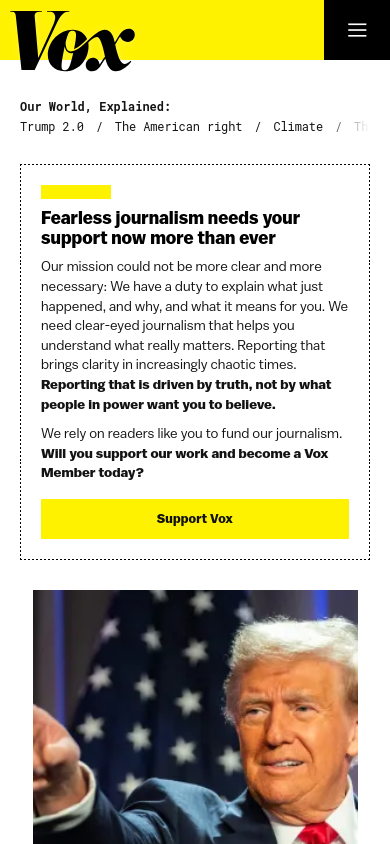 Vox
Our World, Explained:
Trump 2.0 / The American right / Climate / Th
Fearless journalism needs your
support now more than ever
Our mission could not be more clear and more
necessary: We have a duty to explain what just
happened, and why, and what it means for you. We
need clear-eyed journalism that helps you
understand what really matters. Reporting that
brings clarity in increasingly chaotic times.
Reporting that is driven by truth, not by what
people in power want you to believe.
We rely on readers like you to fund our journalism.
Will you support our work and become a Vox
Member today?
Support Vox